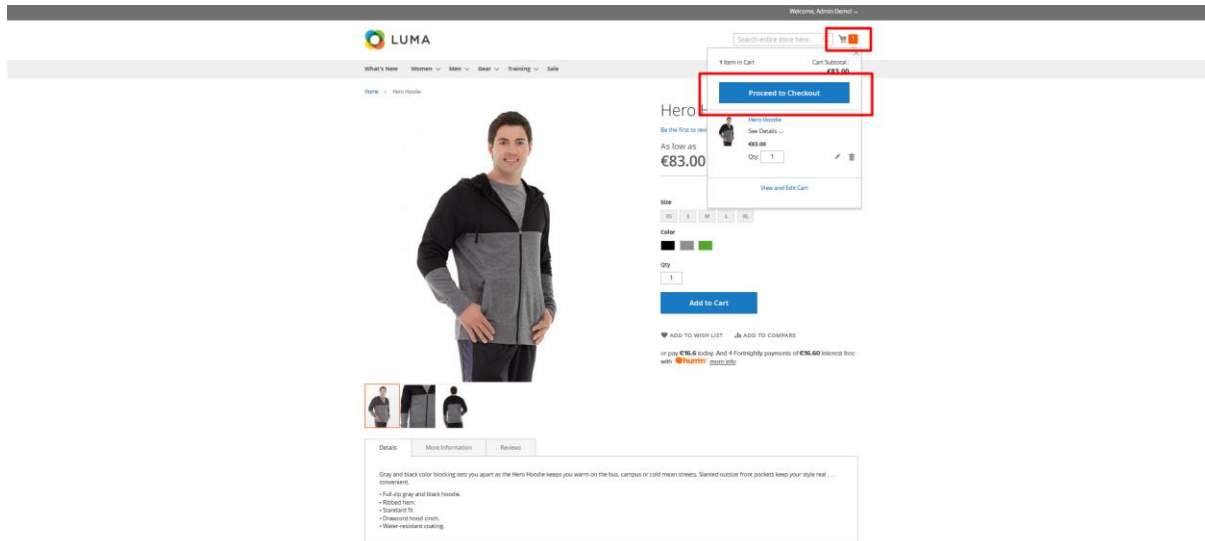 Welcome, Admin Demo!
LUMA
Search entire store here...
1
What's New Women Men Gear Training Sale
1 Item in Cart Cart Subtotal :
€83.00
Proceed to Checkout
Home > Hero Hoodie
Hero H
Be the first to revi
As low as
€83.00
Hero Hoodie
See Details
€83.00
Qty: 1
View and Edit Cart
Size
XS S M L XL
Color
Qty
1
Add to Cart
ADD TO WISH LIST ADD TO COMPARE
or pay €16.6 today. And 4 Fortnightly payments of €16.60 Interest free
with humm more info
Details More Information Reviews
Gray and black color blocking sets you apart as the Hero Hoodie keeps you warm on the bus, campus or cold mean streets. Slanted outsize front pockets keep your style real . . .
convenient.
• Full-zip gray and black hoodie.
• Ribbed hem.
• Standard fit.
• Drawcord hood cinch.
• Water-resistant coating.